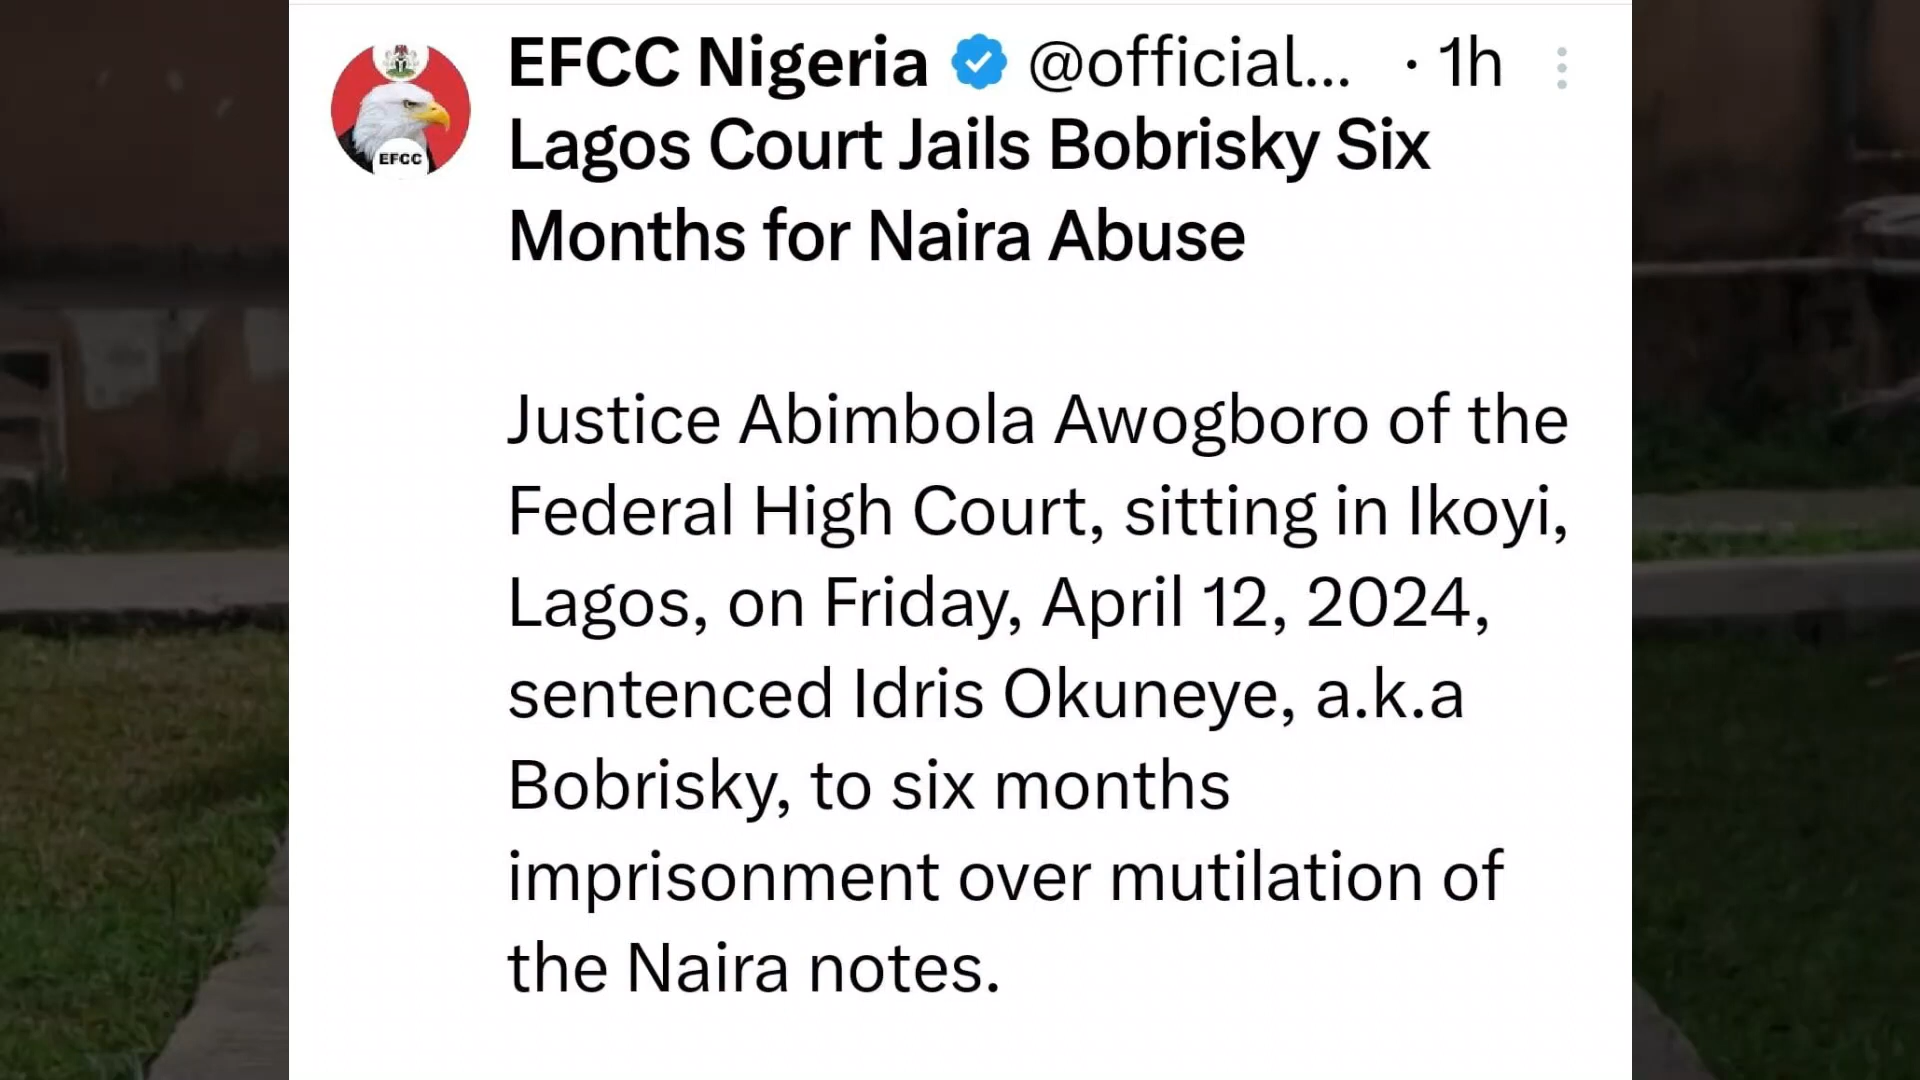 EFCC Nigeria @official... · 1h
Lagos Court Jails Bobrisky Six
Months for Naira Abuse
Justice Abimbola Awogboro of the
Federal High Court, sitting in Ikoyi,
Lagos, on Friday, April 12, 2024,
sentenced Idris Okuneye, a.k.a
Bobrisky, to six months
imprisonment over mutilation of
the Naira notes.
EFCC